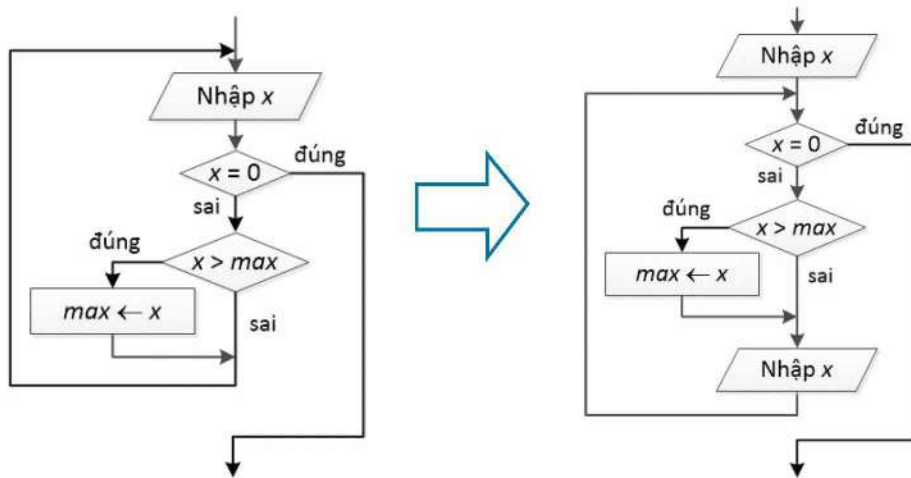 Nhập x
x = 0
đúng
sai
x > max
đúng
max ← x
sai
Nhập x
x = 0
đúng
sai
x > max
đúng
max ← x
sai
Nhập x